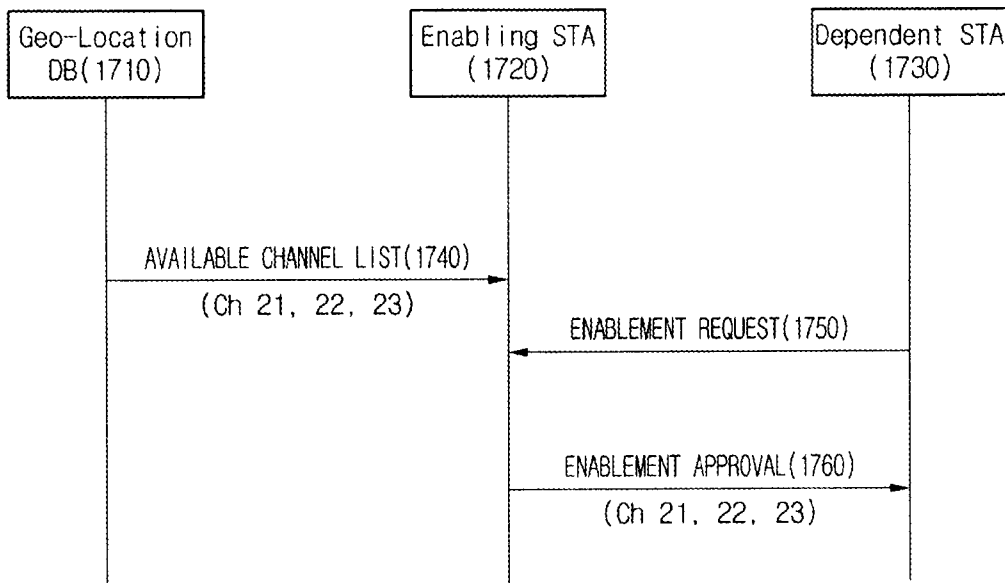 Geo-Location
DB(1710)
Enabling STA
(1720)
Dependent STA
(1730)
AVAILABLE CHANNEL LIST(1740)
(Ch 21, 22, 23)
ENABLEMENT REQUEST(1750)
ENABLEMENT APPROVAL(1760)
(Ch 21, 22, 23)